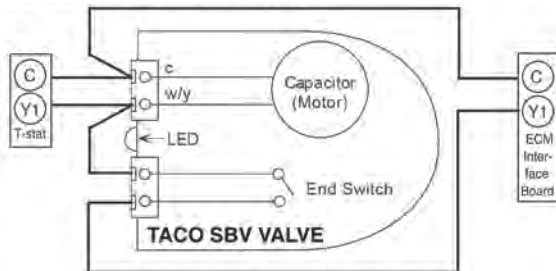 C
Y1
T-stat
c
w/y
Capacitor
(Motor)
LED
End Switch
TACO SBV VALVE
C
Y1
ECM
Inter-
face
Board